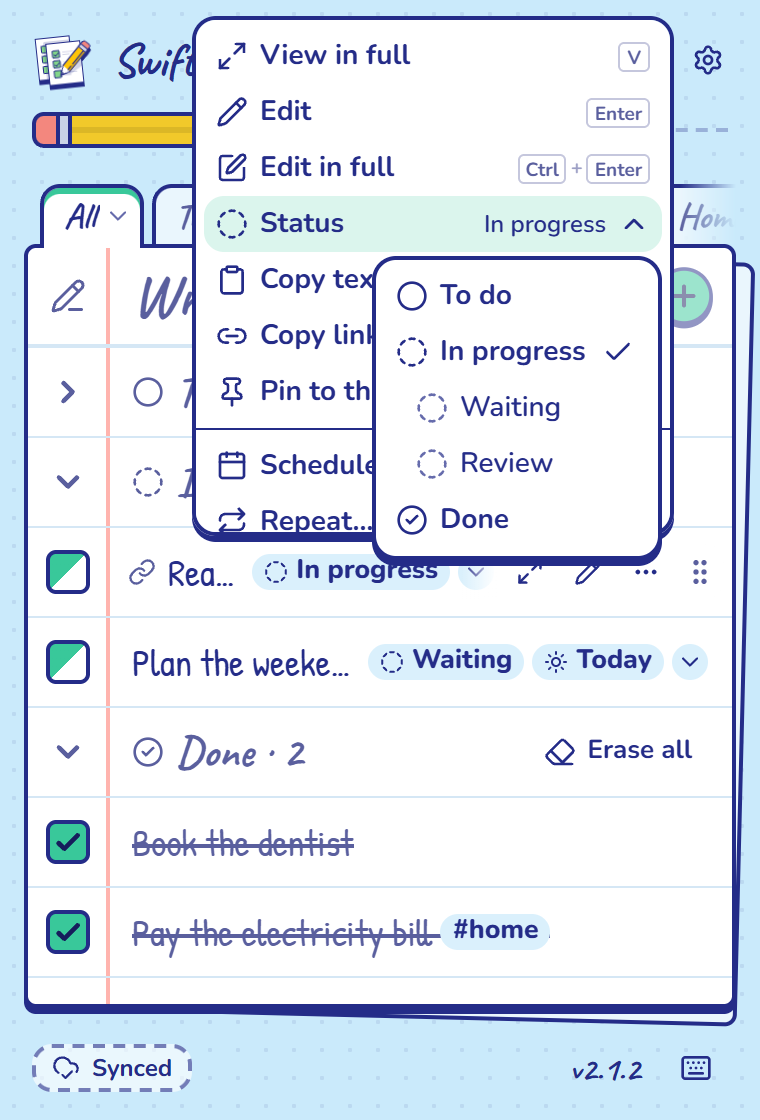 View in full V
Swift
Edit Enter
Edit in full Ctrl + Enter
All
Status In progress
Hom
Copy tex
To do
Copy link
In progress
Pin to th
Waiting
Schedule
Review
Repeat...
Done
Rea... In progress
Plan the weeke... Waiting Today
Done · 2 Erase all
Book the dentist
Pay the electricity bill #home
Synced v2.1.2